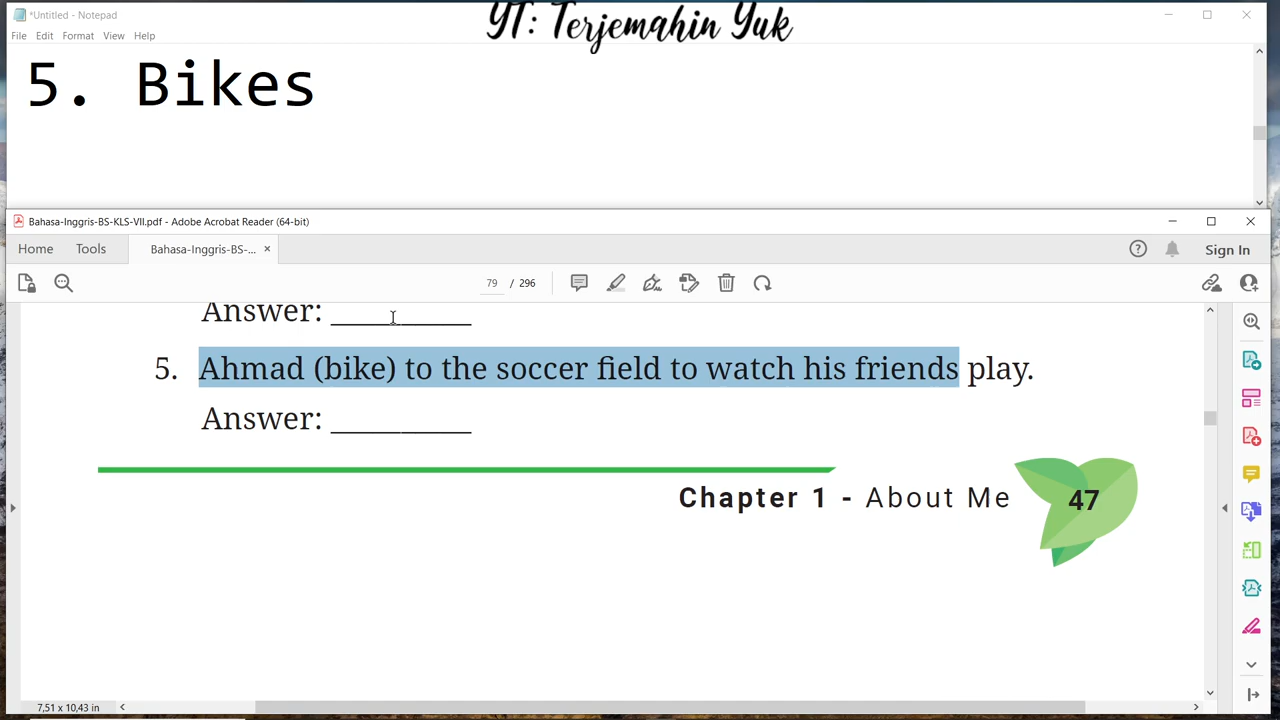 *Untitled - Notepad
YT: Terjemahin Yuk
File Edit Format View Help
5. Bikes
Bahasa-Inggris-BS-KLS-VII.pdf - Adobe Acrobat Reader (64-bit)
Home Tools Bahasa-Inggris-BS-... × Sign In
79 / 296
Answer: __________
5. Ahmad (bike) to the soccer field to watch his friends play.
Answer: __________
Chapter 1 - About Me 47
7,51 x 10,43 in